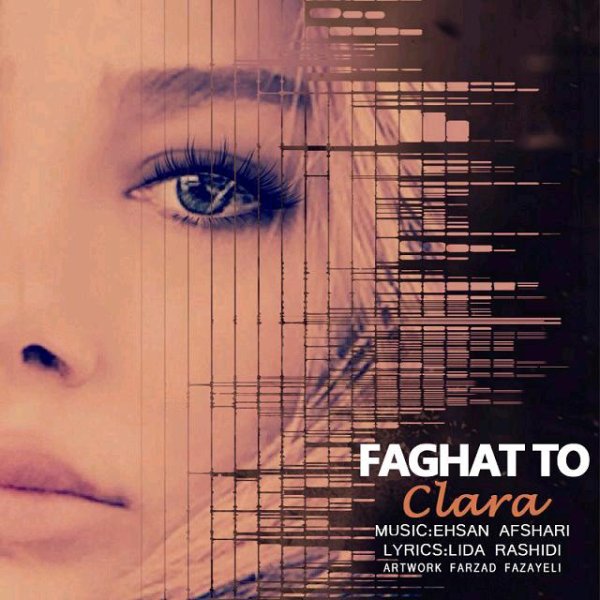 FAGHAT TO
Clara
MUSIC:EHSAN AFSHARI
LYRICS:LIDA RASHIDI
ARTWORK FARZAD FAZAYELI